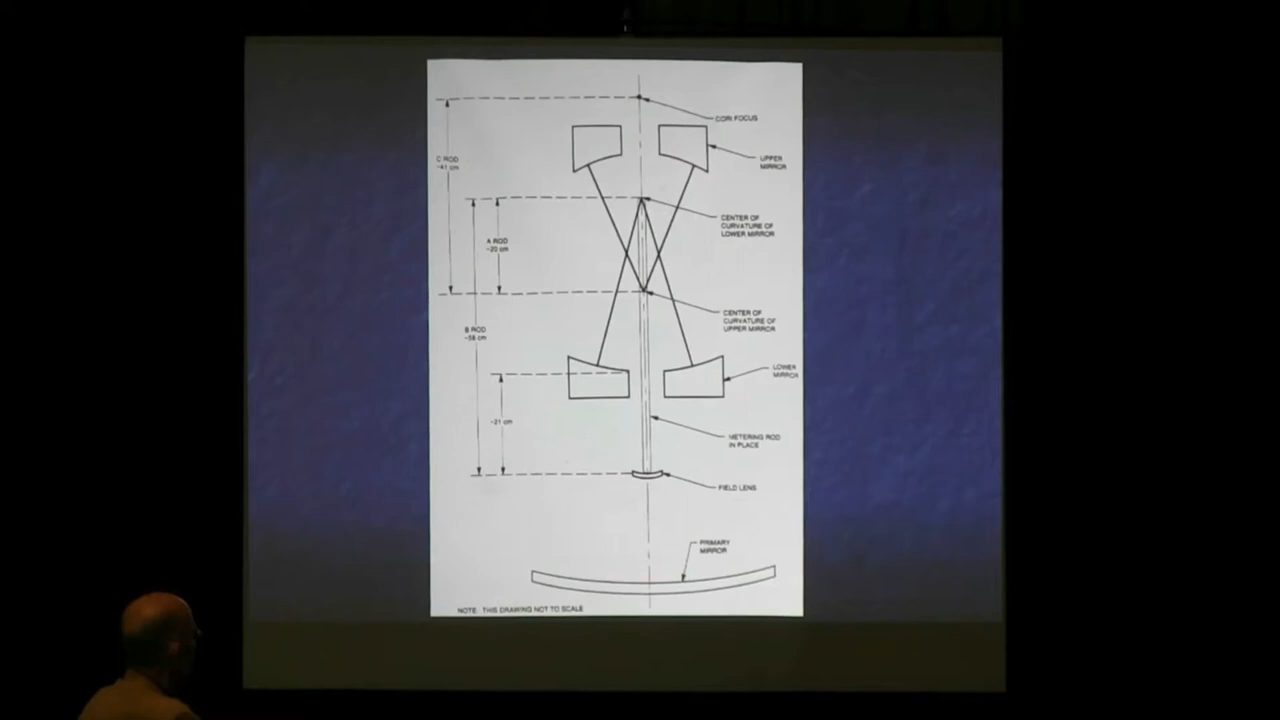 CORI FOCUS
UPPER
MIRROR
C ROD
~41 cm
CENTER OF
CURVATURE OF
LOWER MIRROR
A ROD
~20 cm
CENTER OF
CURVATURE OF
UPPER MIRROR
B ROD
~58 cm
LOWER
MIRROR
~21 cm
METERING ROD
IN PLACE
FIELD LENS
PRIMARY
MIRROR
NOTE: THIS DRAWING NOT TO SCALE